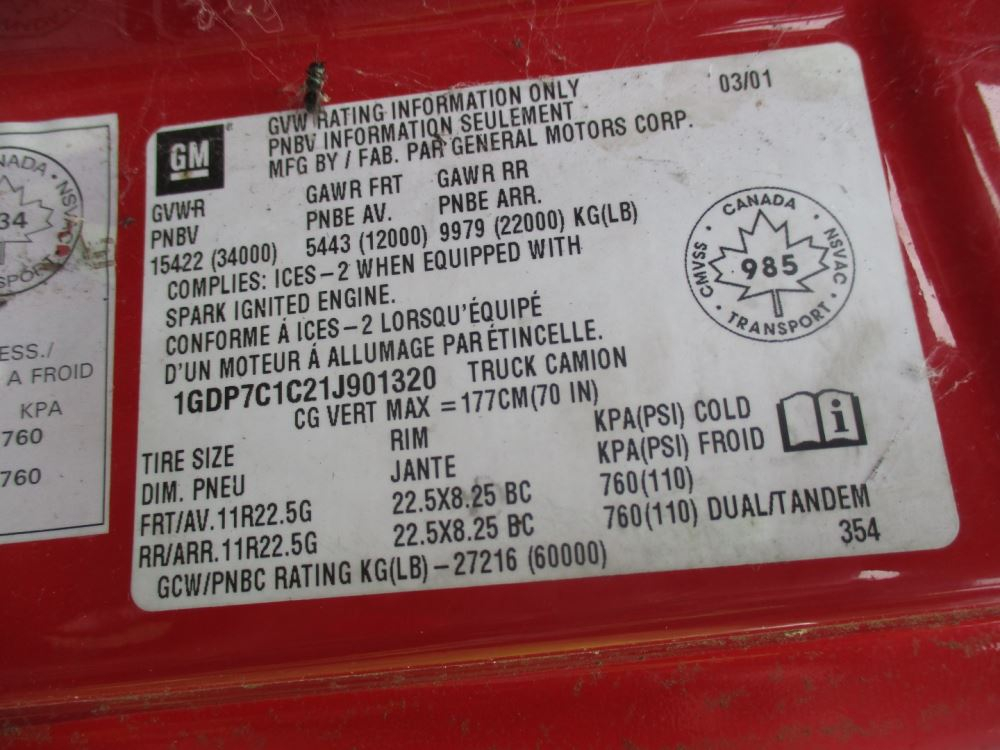 GM
GVW RATING INFORMATION ONLY
PNBV INFORMATION SEULEMENT
MFG BY / FAB. PAR GENERAL MOTORS CORP.
03/01
GVWR GAWR FRT GAWR RR
PNBV PNBE AV. PNBE ARR.
15422 (34000) 5443 (12000) 9979 (22000) KG(LB)
COMPLIES: ICES-2 WHEN EQUIPPED WITH
SPARK IGNITED ENGINE.
CONFORME À ICES-2 LORSQU'ÉQUIPÉ
D'UN MOTEUR À ALLUMAGE PAR ÉTINCELLE.
1GDP7C1C21J901320 TRUCK CAMION
CG VERT MAX = 177CM(70 IN)
TIRE SIZE RIM KPA(PSI) COLD
DIM. PNEU JANTE KPA(PSI) FROID
FRT/AV. 11R22.5G 22.5X8.25 BC 760(110)
RR/ARR. 11R22.5G 22.5X8.25 BC 760(110) DUAL/TANDEM
GCW/PNBC RATING KG(LB)-27216 (60000)
354
CANADA
CMVSS 985 NSVAC
TRANSPORT
i
NADA NSVAC
34
SPORT
ESS./
A FROID
KPA
760
760